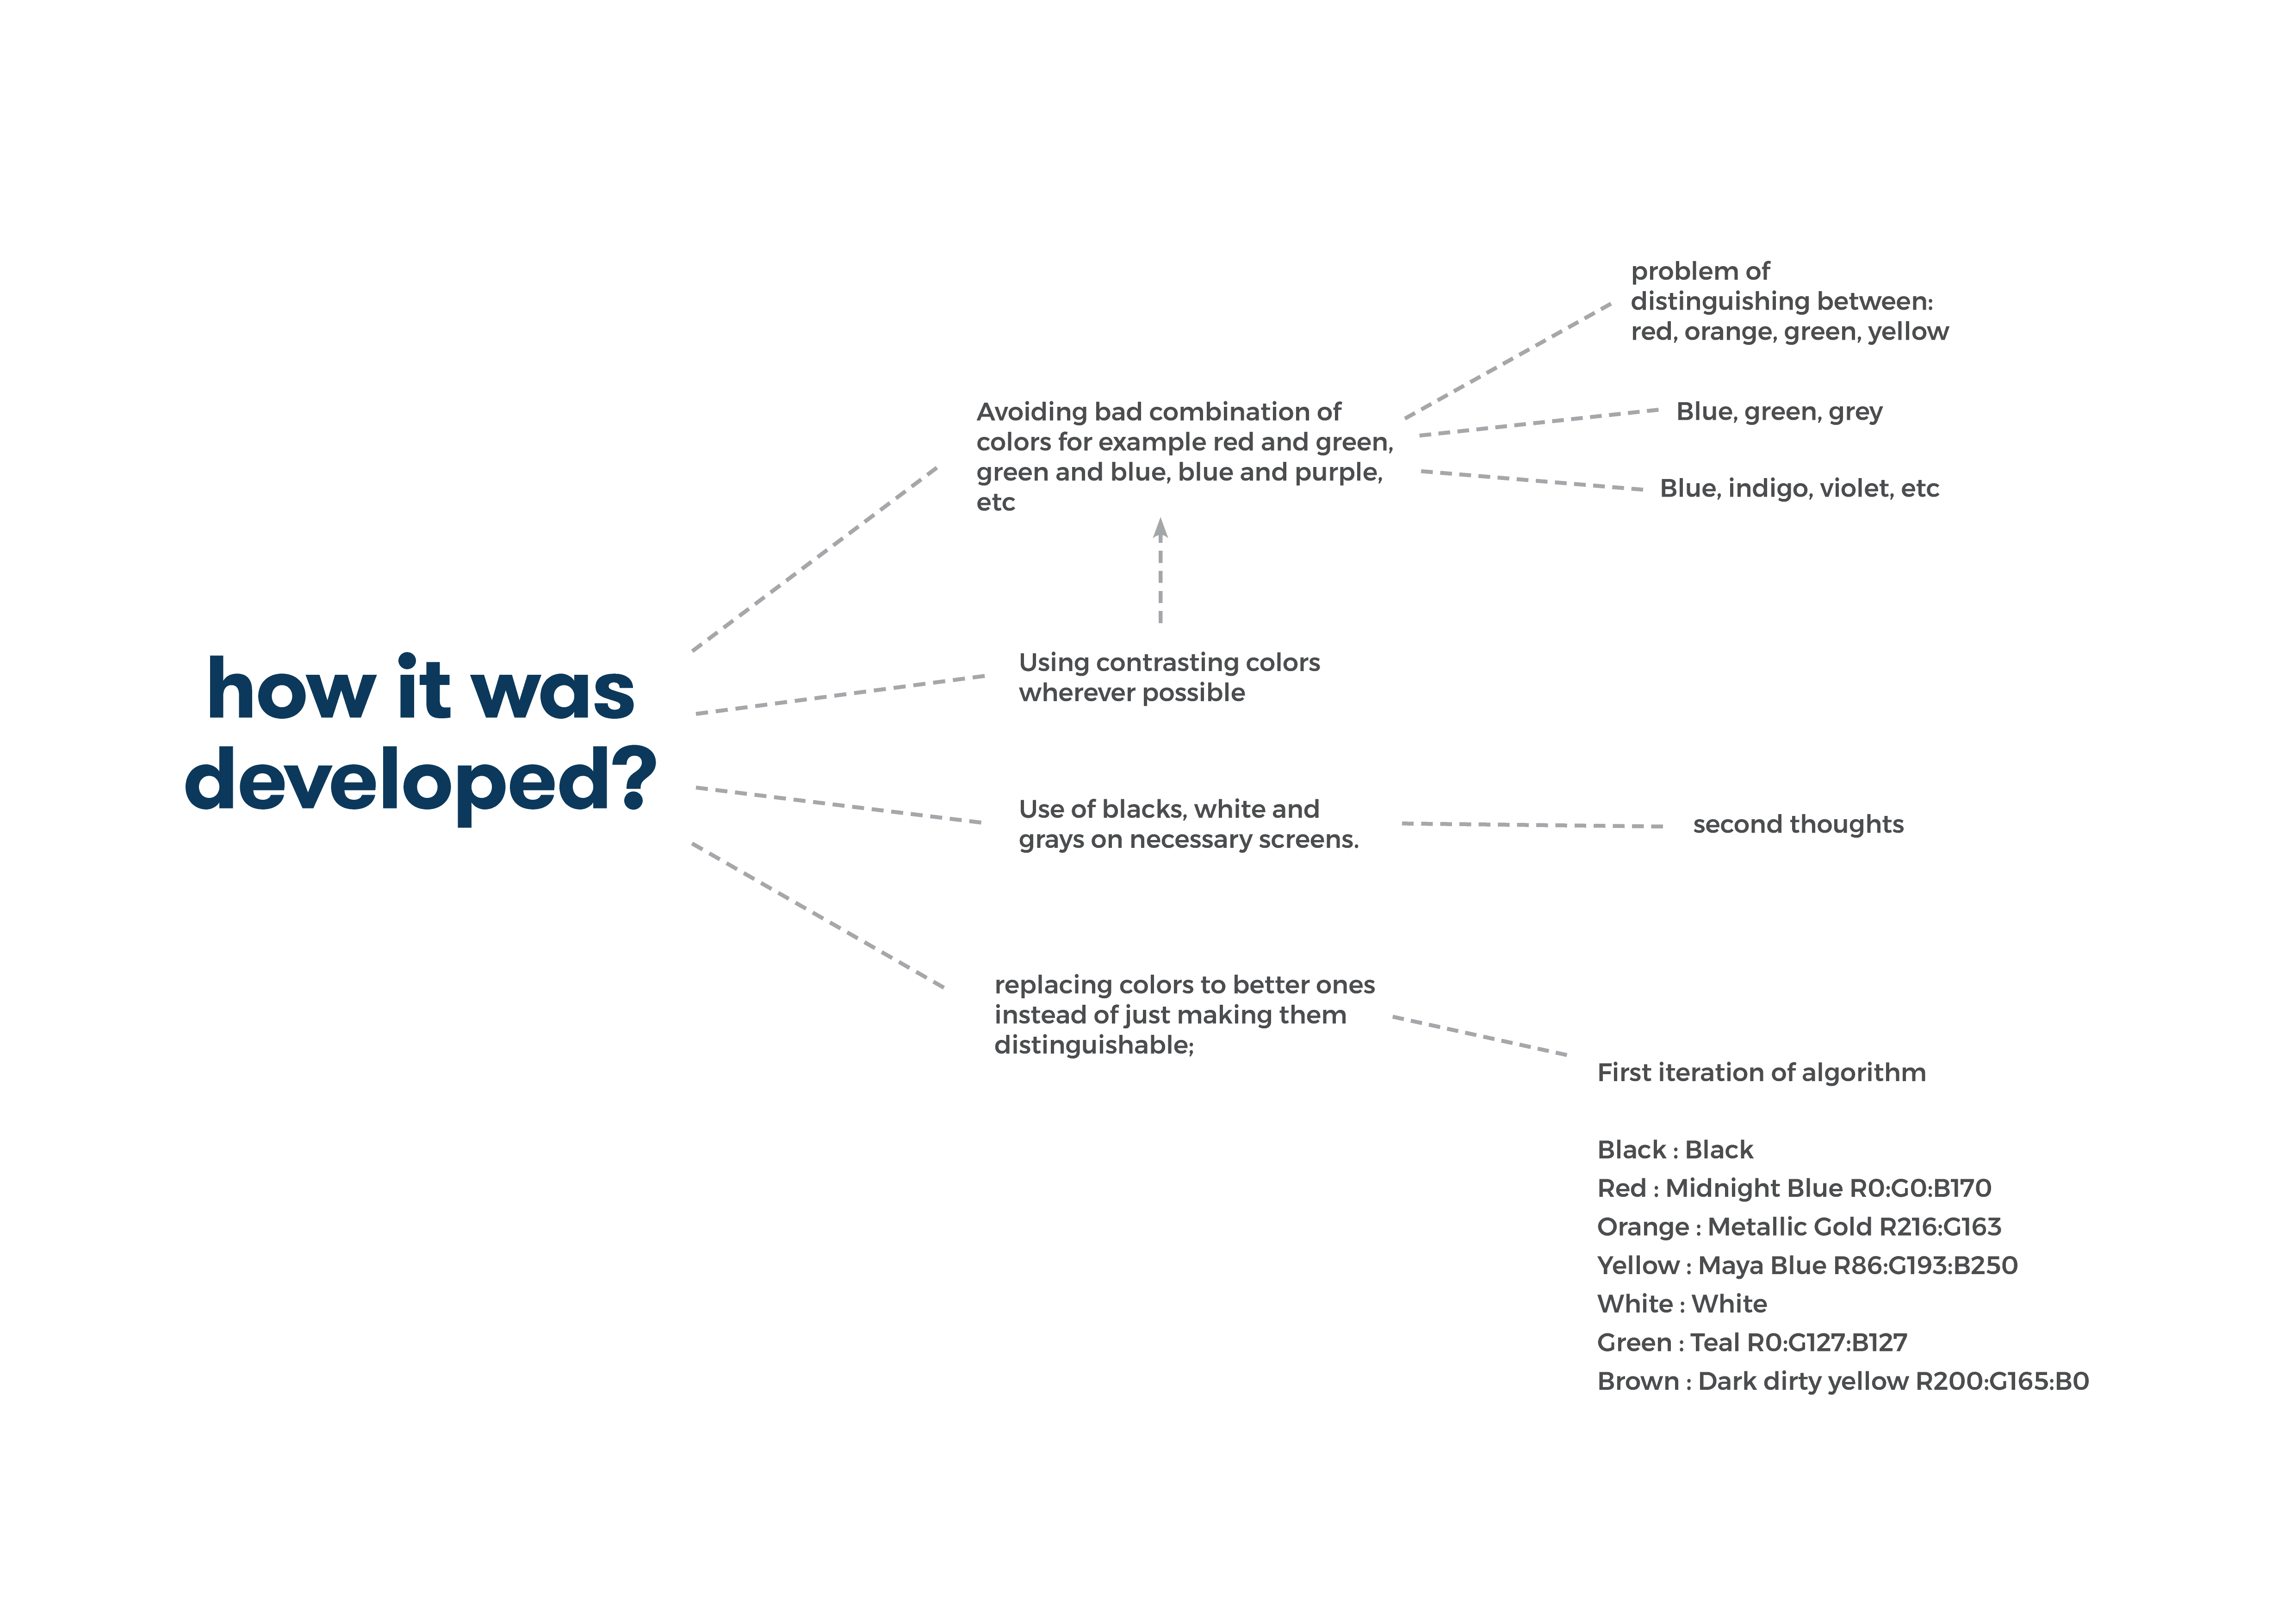 how it was
developed?
Avoiding bad combination of
colors for example red and green,
green and blue, blue and purple,
etc
problem of
distinguishing between:
red, orange, green, yellow
Blue, green, grey
Blue, indigo, violet, etc
Using contrasting colors
wherever possible
Use of blacks, white and
grays on necessary screens.
second thoughts
replacing colors to better ones
instead of just making them
distinguishable;
First iteration of algorithm
Black : Black
Red : Midnight Blue R0:G0:B170
Orange : Metallic Gold R216:G163
Yellow : Maya Blue R86:G193:B250
White : White
Green : Teal R0:G127:B127
Brown : Dark dirty yellow R200:G165:B0